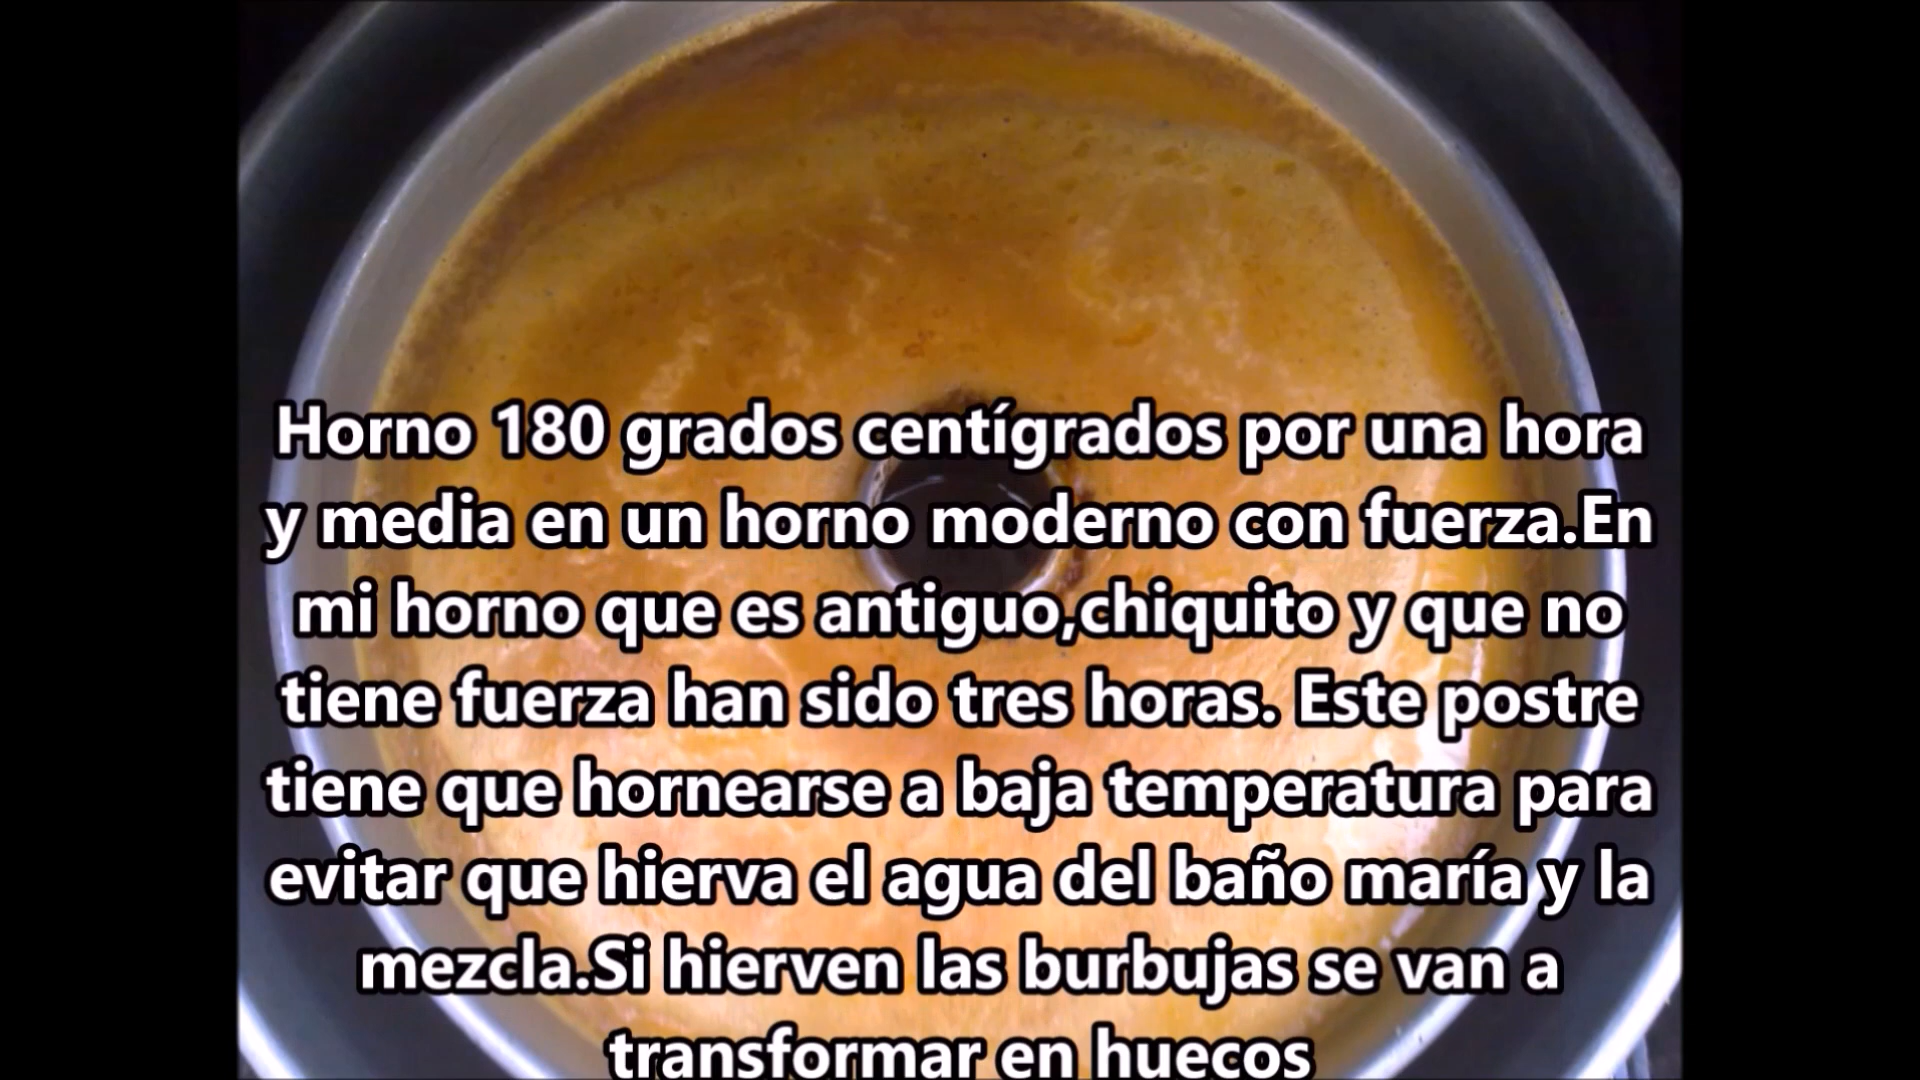 Horno 180 grados centígrados por una hora
y media en un horno moderno con fuerza.En
mi horno que es antiguo,chiquito y que no
tiene fuerza han sido tres horas. Este postre
tiene que hornearse a baja temperatura para
evitar que hierva el agua del baño maría y la
mezcla.Si hierven las burbujas se van a
transformar en huecos